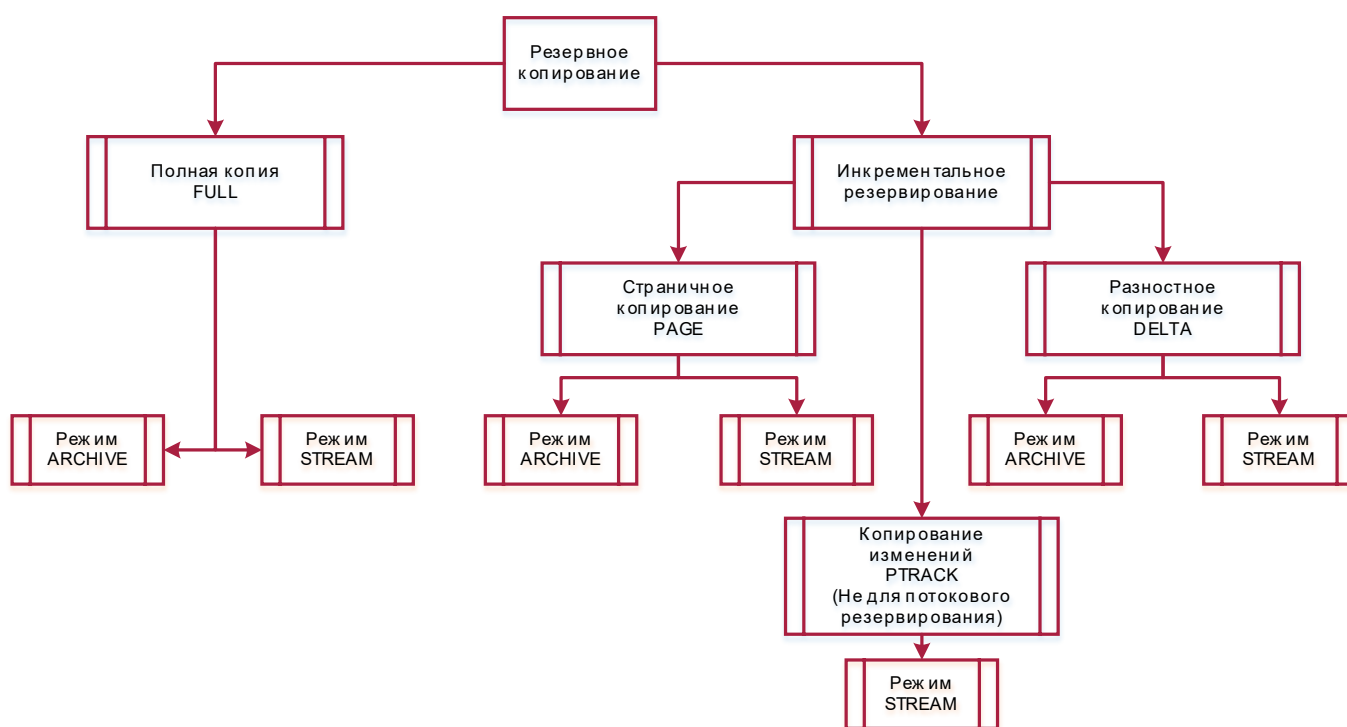 Резервное
копирование
Полная копия
FULL
Инкрементальное
резервирование
Страничное
копирование
PAGE
Разностное
копирование
DELTA
Режим
ARCHIVE
Режим
STREAM
Режим
ARCHIVE
Режим
STREAM
Режим
ARCHIVE
Режим
STREAM
Копирование
изменений
PTRACK
(Не для потокового
резервирования)
Режим
STREAM